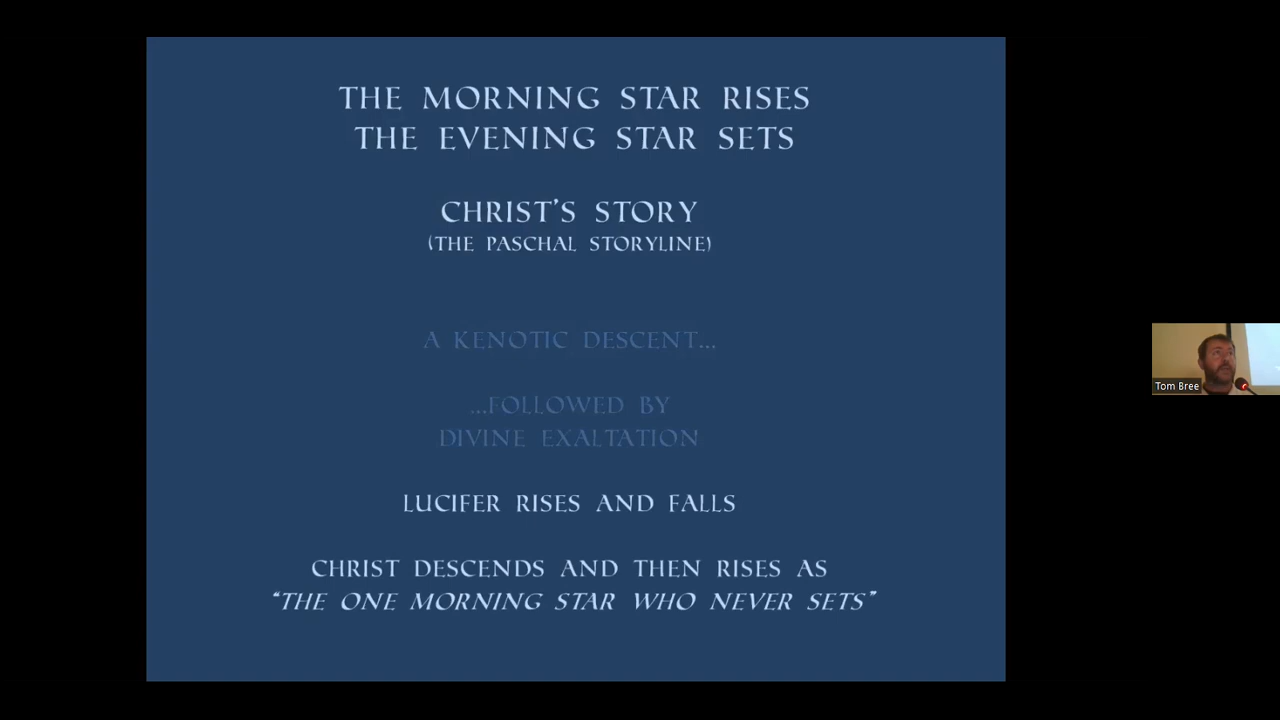 THE MORNING STAR RISES
THE EVENING STAR SETS
CHRIST'S STORY
(THE PASCHAL STORYLINE)
A KENOTIC DESCENT...
...FOLLOWED BY
DIVINE EXALTATION
LUCIFER RISES AND FALLS
CHRIST DESCENDS AND THEN RISES AS
"THE ONE MORNING STAR WHO NEVER SETS"
Tom Bree